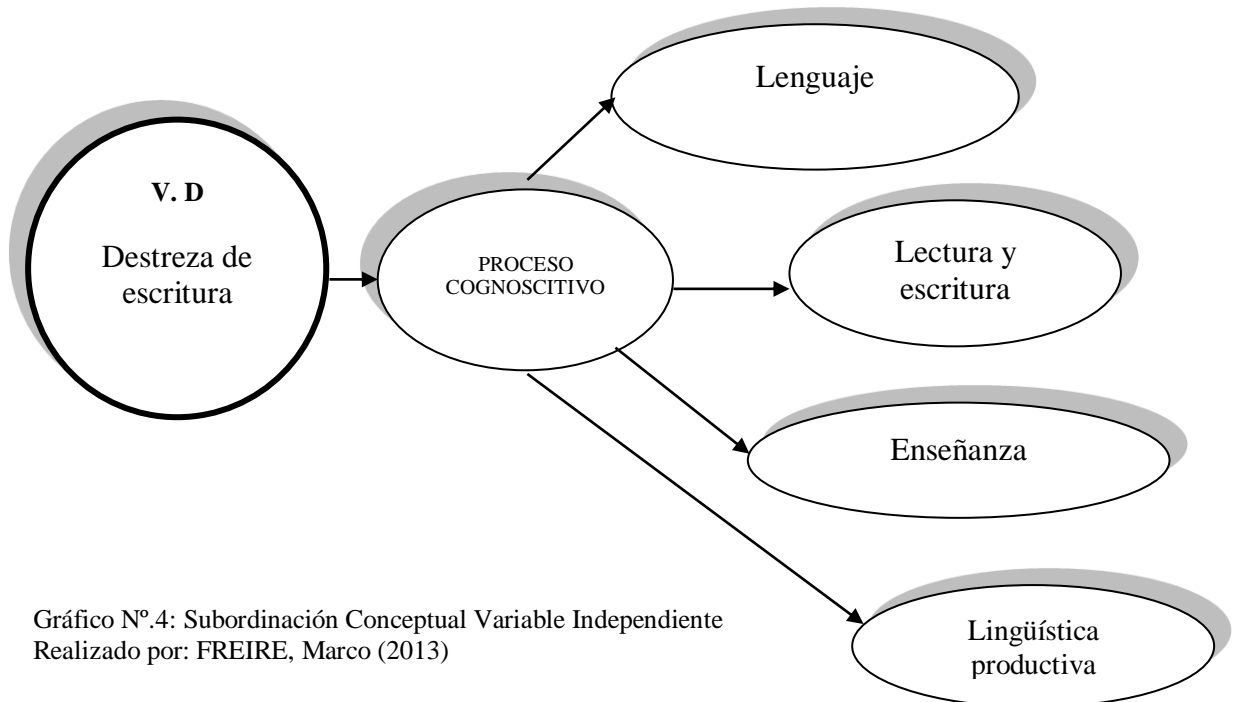 Lenguaje
V. D
Destreza de
escritura
PROCESO
COGNOSCITIVO
Lectura y
escritura
Enseñanza
Lingüística
productiva
Gráfico Nº.4: Subordinación Conceptual Variable Independiente
Realizado por: FREIRE, Marco (2013)